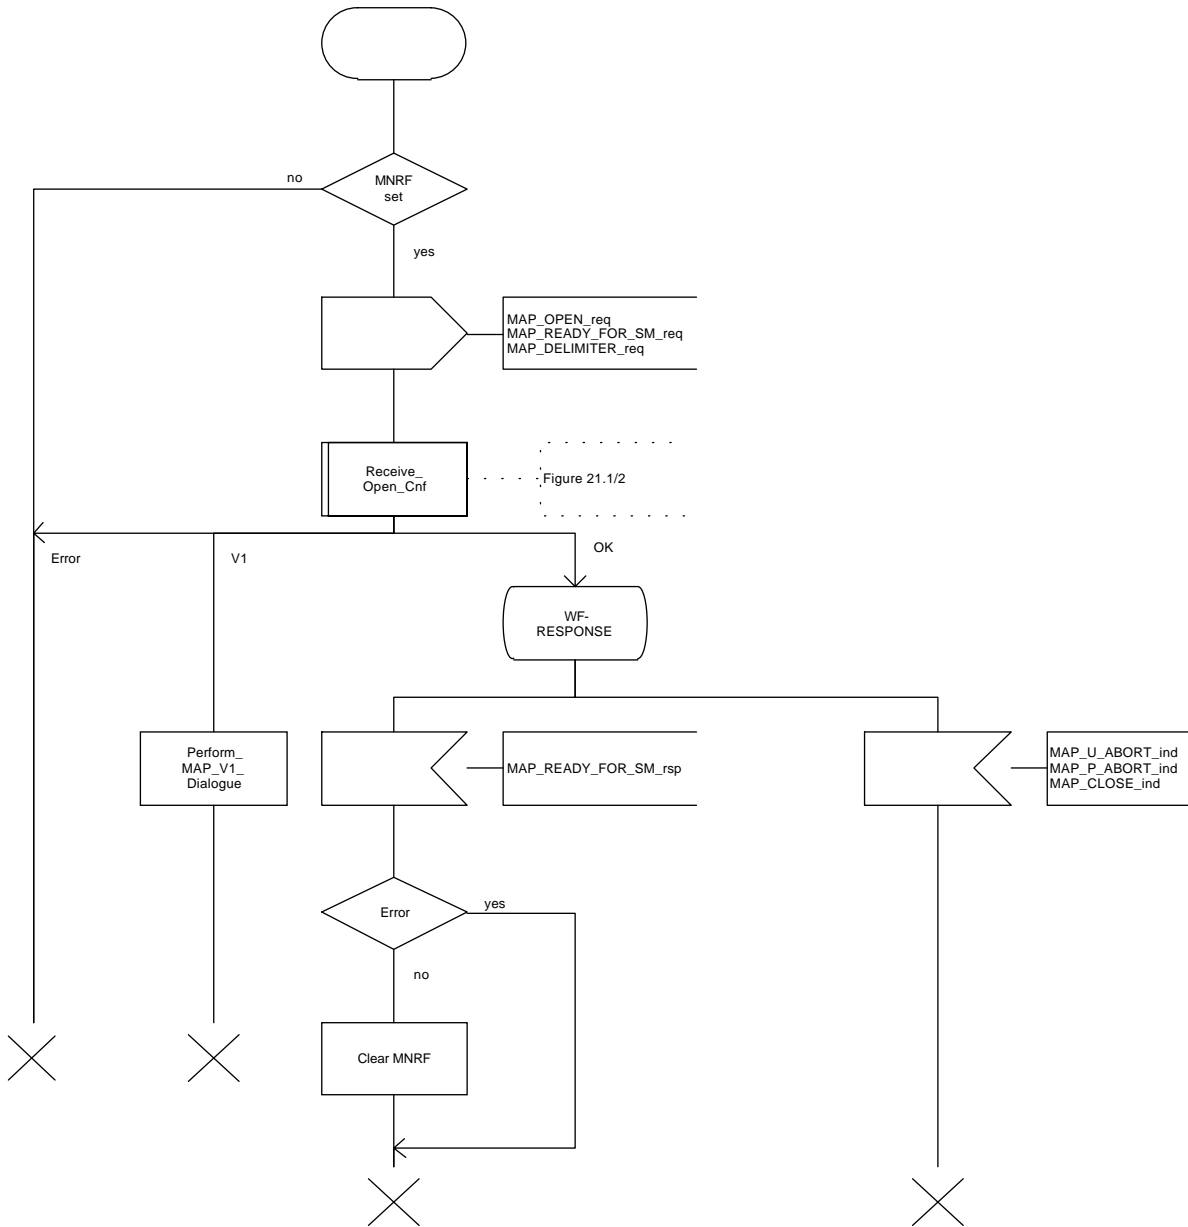 MNRF
set
no
yes
MAP_OPEN_req
MAP_READY_FOR_SM_req
MAP_DELIMITER_req
Receive_
Open_Cnf
Figure 21.1/2
Error
V1
OK
WF-
RESPONSE
Perform_
MAP_V1_
Dialogue
MAP_READY_FOR_SM_rsp
MAP_U_ABORT_ind
MAP_P_ABORT_ind
MAP_CLOSE_ind
Error
yes
no
Clear MNRF